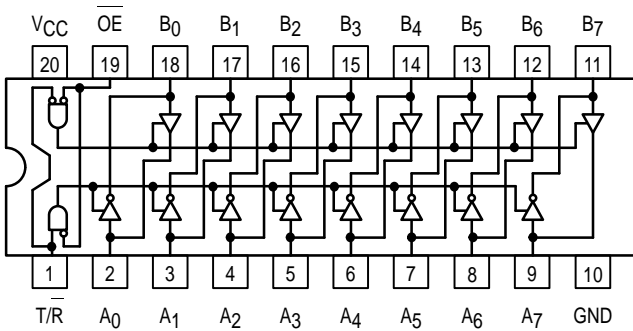 VCC OE B0 B1 B2 B3 B4 B5 B6 B7
20 19 18 17 16 15 14 13 12 11
1 2 3 4 5 6 7 8 9 10
T/R A0 A1 A2 A3 A4 A5 A6 A7 GND